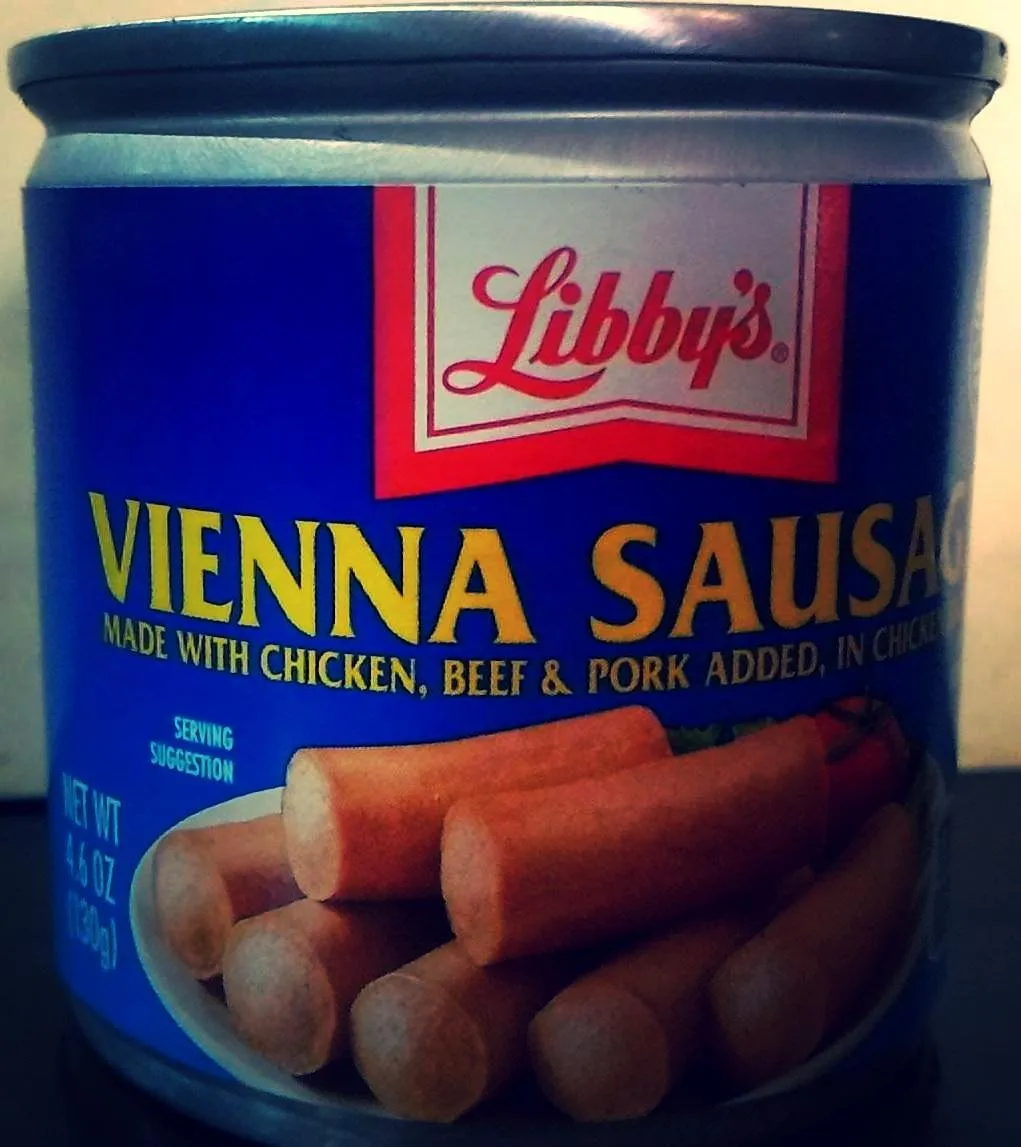 Libby's®
VIENNA SAUSAG
MADE WITH CHICKEN, BEEF & PORK ADDED, IN CHICKE
SERVING
SUGGESTION
NET WT
4.6 OZ
(130g)